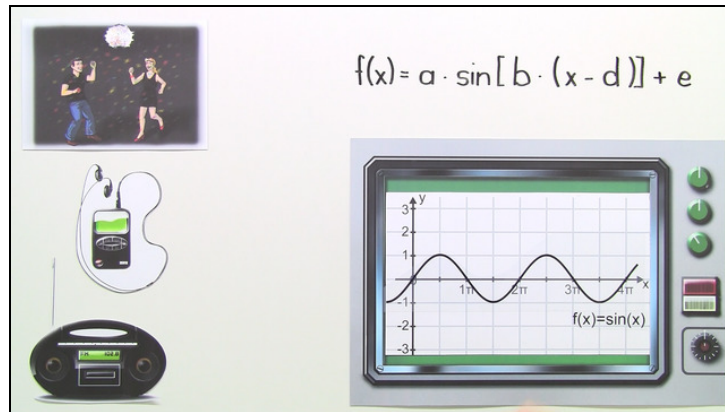 f(x) = a · sin[b · (x - d)] + e
y
3
2
1
-1
-2
-3
1π
2π
3π
4π
x
f(x)=sin(x)